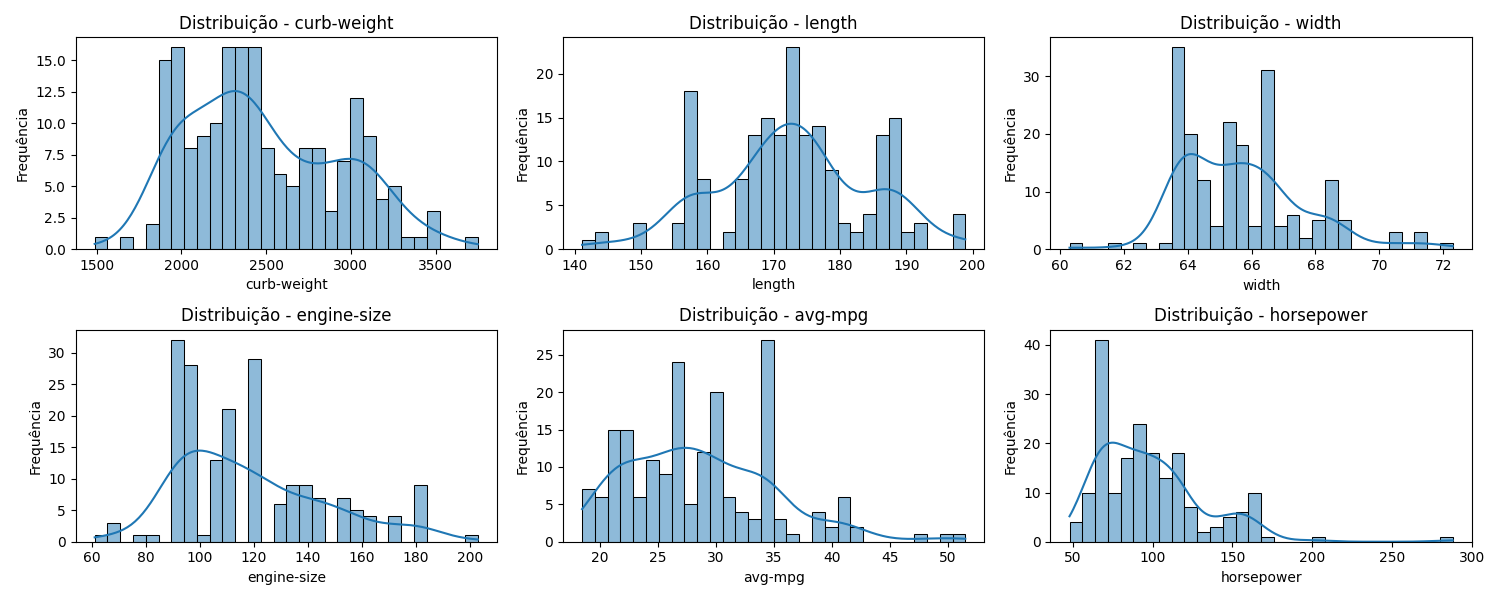 Distribuição - curb-weight
Frequência
15.0
12.5
10.0
7.5
5.0
2.5
0.0
1500 2000 2500 3000 3500
curb-weight
Distribuição - length
Frequência
20
15
10
5
0
140 150 160 170 180 190 200
length
Distribuição - width
Frequência
30
20
10
0
60 62 64 66 68 70 72
width
Distribuição - engine-size
Frequência
30
25
20
15
10
5
0
60 80 100 120 140 160 180 200
engine-size
Distribuição - avg-mpg
Frequência
25
20
15
10
5
0
20 25 30 35 40 45 50
avg-mpg
Distribuição - horsepower
Frequência
40
30
20
10
0
50 100 150 200 250 300
horsepower